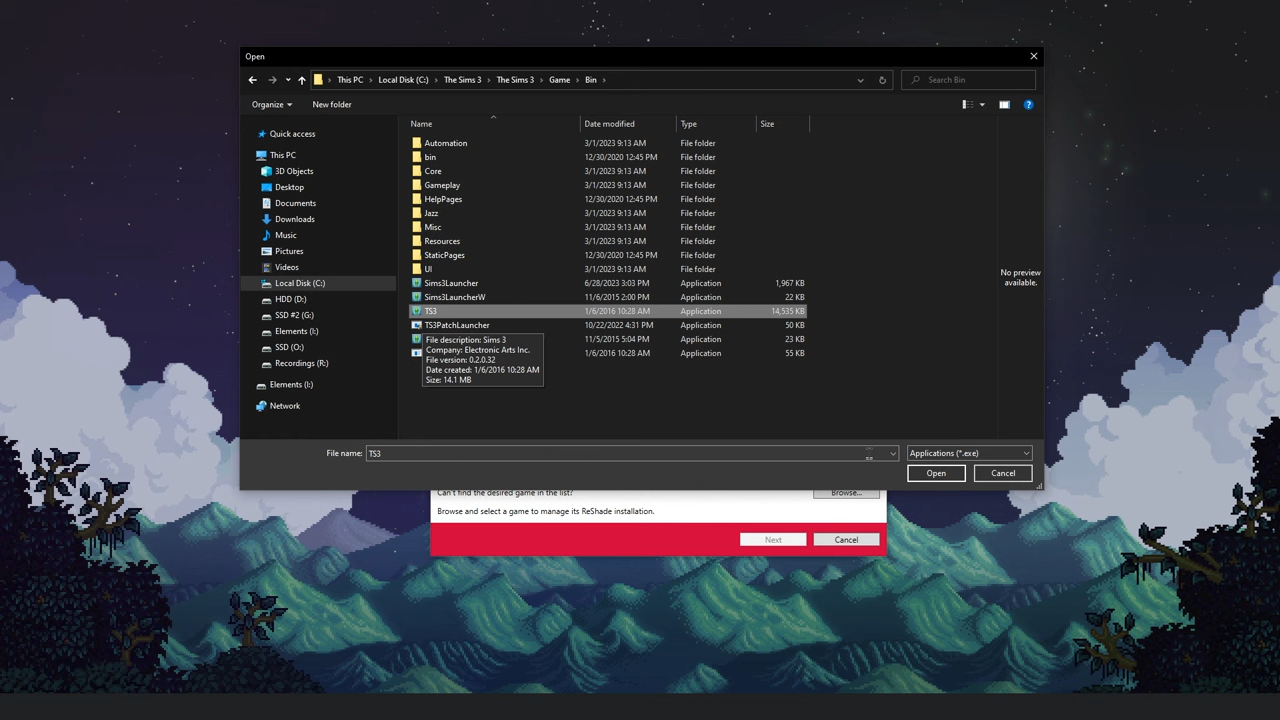 Open
This PC > Local Disk (C:) > The Sims 3 > The Sims 3 > Game > Bin >
Search Bin
Organize
New folder
Name
Date modified
Type
Size
Quick access
This PC
3D Objects
Desktop
Documents
Downloads
Music
Pictures
Videos
Local Disk (C:)
HDD (D:)
SSD #2 (G:)
Elements (I:)
SSD (O:)
Recordings (R:)
Elements (I:)
Network
Automation 3/1/2023 9:13 AM File folder
bin 12/30/2020 12:45 PM File folder
Core 3/1/2023 9:13 AM File folder
Gameplay 3/1/2023 9:13 AM File folder
HelpPages 12/30/2020 12:45 PM File folder
Jazz 3/1/2023 9:13 AM File folder
Misc 3/1/2023 9:13 AM File folder
Resources 3/1/2023 9:13 AM File folder
StaticPages 12/30/2020 12:45 PM File folder
UI 3/1/2023 9:13 AM File folder
Sims3Launcher 6/28/2023 3:03 PM Application 1,967 KB
Sims3LauncherW 11/6/2015 2:00 PM Application 22 KB
TS3 1/6/2016 10:28 AM Application 14,535 KB
TS3PatchLauncher 10/22/2022 4:31 PM Application 50 KB
11/5/2015 5:04 PM Application 23 KB
1/6/2016 10:28 AM Application 55 KB
File description: Sims 3
Company: Electronic Arts Inc.
File version: 0.2.0.32
Date created: 1/6/2016 10:28 AM
Size: 14.1 MB
No preview
available.
File name:
TS3
Applications (*.exe)
Open
Cancel
Can't find the desired game in the list?
Browse...
Browse and select a game to manage its ReShade installation.
Next
Cancel